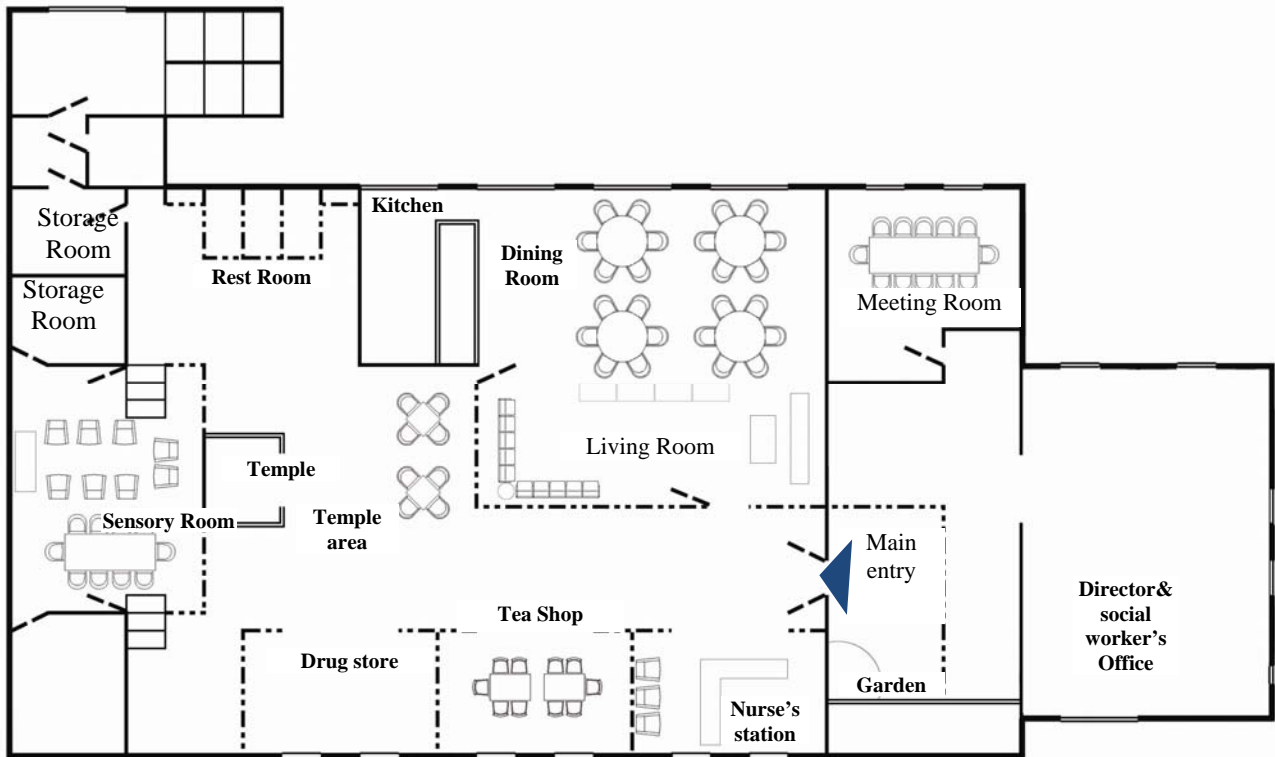 Kitchen
Storage
Room
Dining
Room
Rest Room
Storage
Room
Meeting Room
Living Room
Temple
Sensory Room
Temple
area
Main
entry
Director&
social
worker's
Office
Tea Shop
Drug store
Garden
Nurse's
station